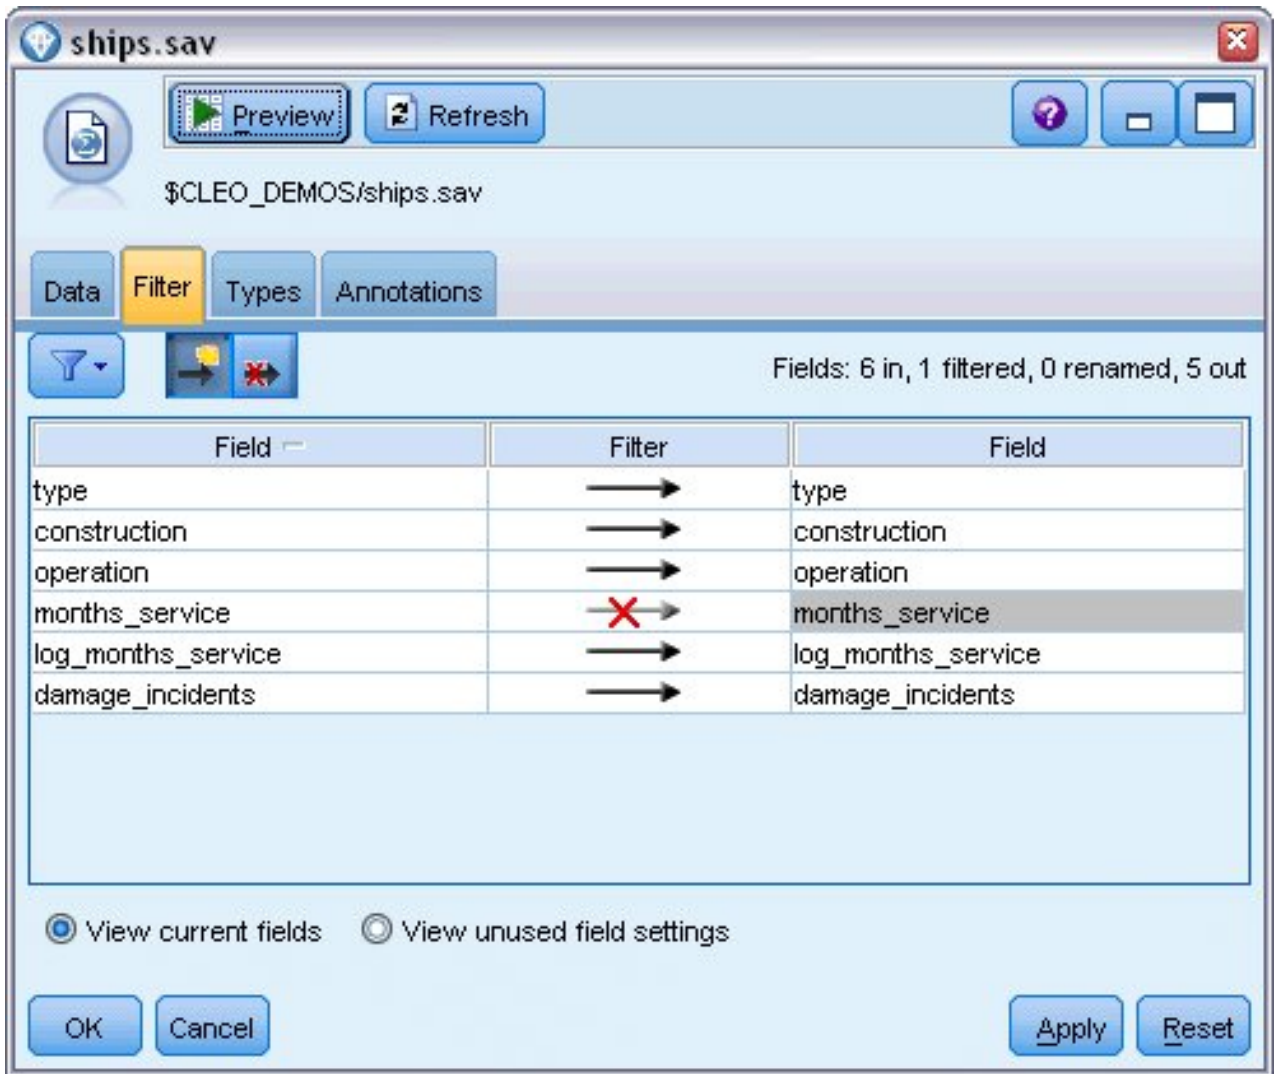 ships.sav
Preview Refresh
$CLEO_DEMOS/ships.sav
Data Filter Types Annotations
Fields: 6 in, 1 filtered, 0 renamed, 5 out
Field Filter Field
type type
construction construction
operation operation
months_service months_service
log_months_service log_months_service
damage_incidents damage_incidents
View current fields View unused field settings
OK Cancel Apply Reset